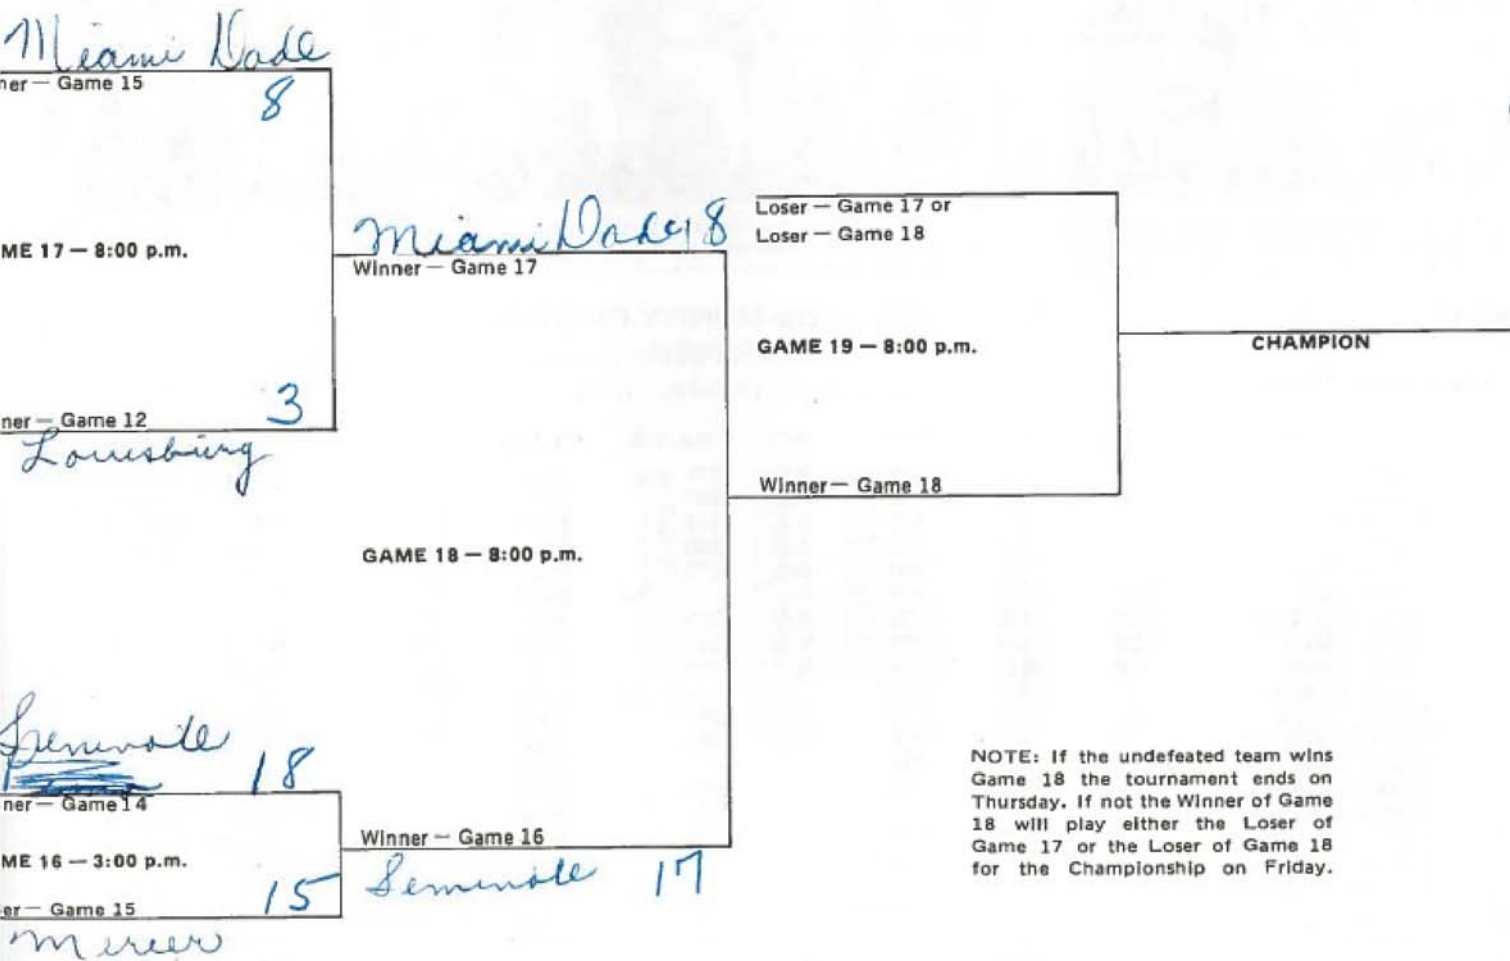 Miami Dade
ner — Game 15
8
ME 17 — 8:00 p.m.
3
ner — Game 12
Louisburg
Miami Dade 18
Winner — Game 17
GAME 18 — 8:00 p.m.
Seminole
18
ner — Game 14
ME 16 — 3:00 p.m.
15
er — Game 15
Mercer
Winner — Game 16
Seminole 17
Loser — Game 17 or
Loser — Game 18
GAME 19 — 8:00 p.m.
Winner — Game 18
CHAMPION
NOTE: If the undefeated team wins
Game 18 the tournament ends on
Thursday. If not the Winner of Game
18 will play either the Loser of
Game 17 or the Loser of Game 18
for the Championship on Friday.